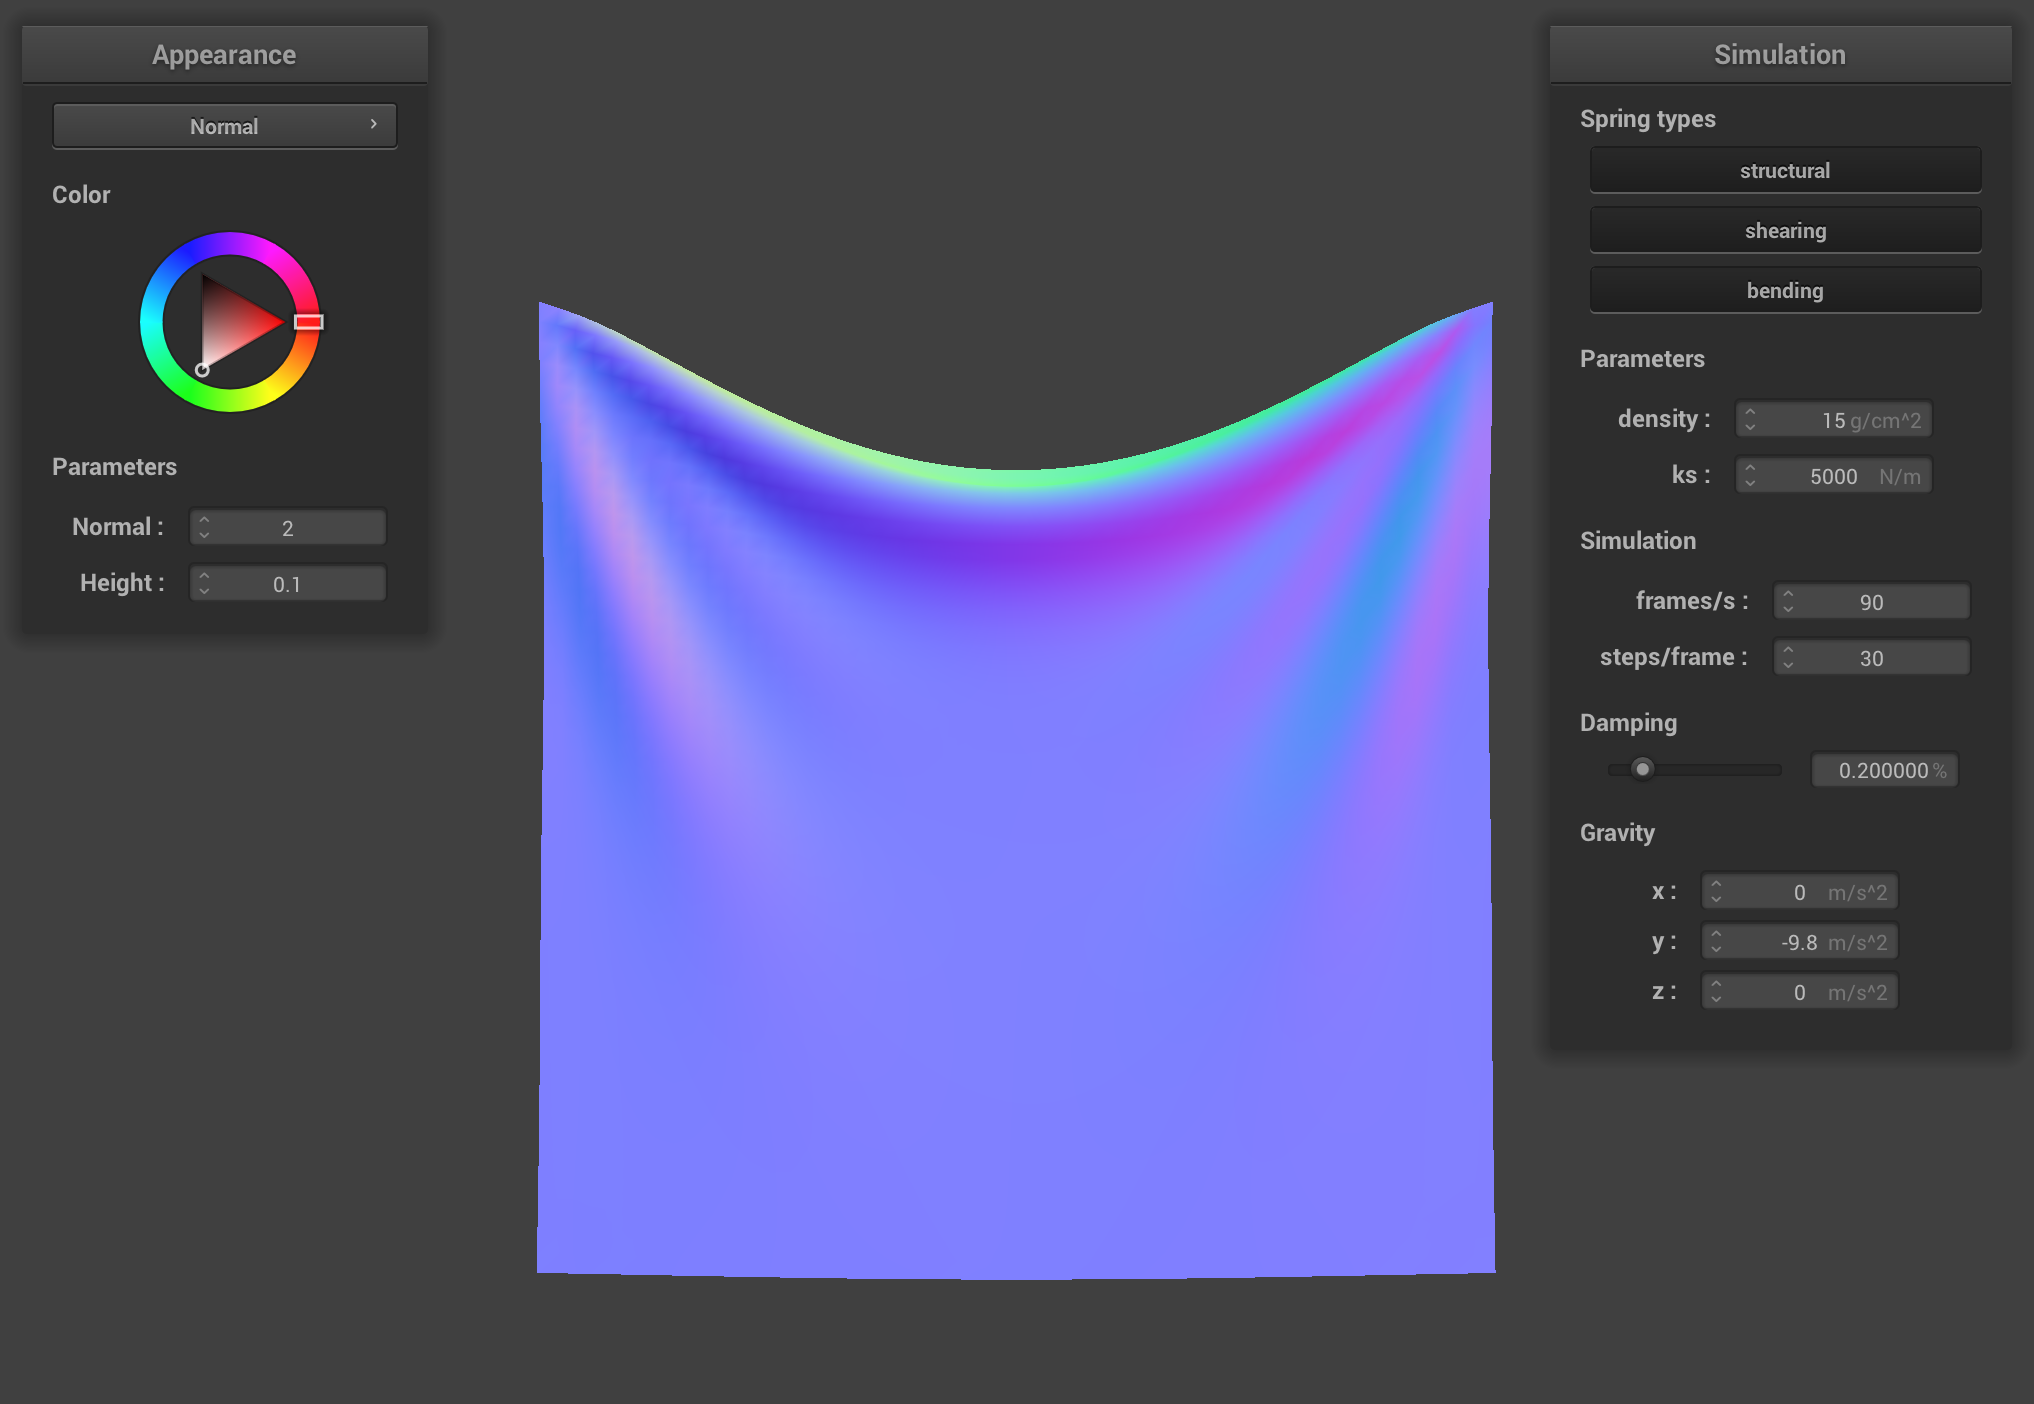 Appearance
Normal
Color
Parameters
Normal : 2
Height : 0.1
Simulation
Spring types
structural
shearing
bending
Parameters
density : 15 g/cm^2
ks : 5000 N/m
Simulation
frames/s : 90
steps/frame : 30
Damping
0.200000 %
Gravity
x : 0 m/s^2
y : -9.8 m/s^2
z : 0 m/s^2